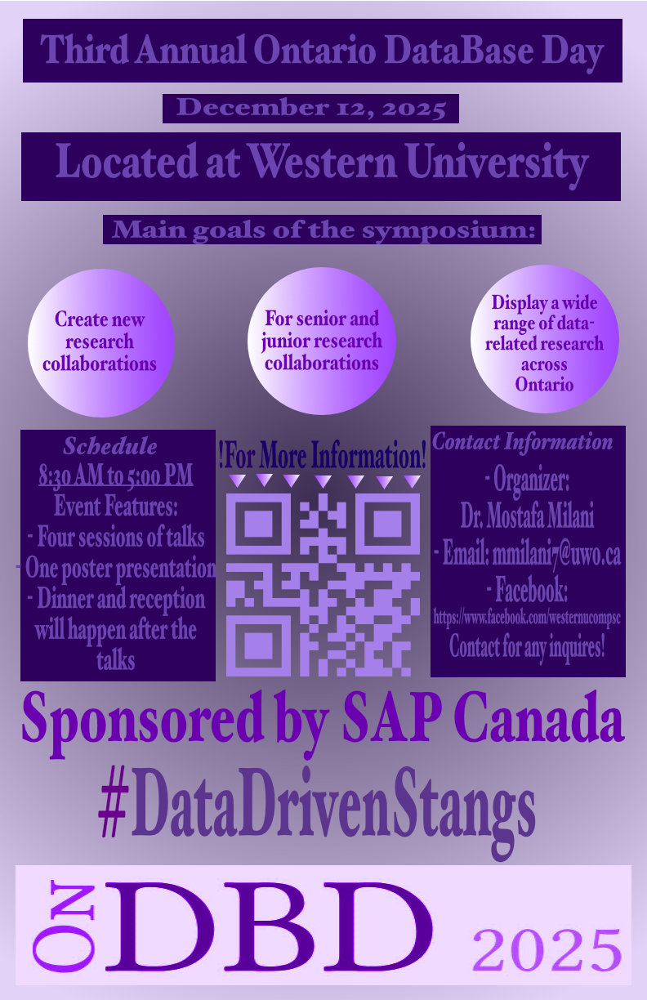 Third Annual Ontario DataBase Day
December 12, 2025
Located at Western University
Main goals of the symposium:
Create new
research
collaborations
For senior and
junior research
collaborations
Display a wide
range of data-
related research
across
Ontario
Schedule
8:30 AM to 5:00 PM
Event Features:
- Four sessions of talks
- One poster presentation
- Dinner and reception
will happen after the
talks
!For More Information!
Contact Information
- Organizer:
Dr. Mostafa Milani
- Email: mmilani7@uwo.ca
- Facebook:
https://www.facebook.com/westernucompsc
Contact for any inquires!
Sponsored by SAP Canada
#DataDrivenStangs
ON DBD 2025